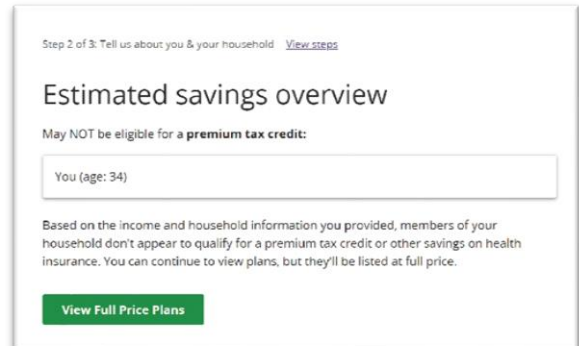 Step 2 of 3: Tell us about you & your household View steps
Estimated savings overview
May NOT be eligible for a premium tax credit:
You (age: 34)
Based on the income and household information you provided, members of your
household don't appear to qualify for a premium tax credit or other savings on health
insurance. You can continue to view plans, but they'll be listed at full price.
View Full Price Plans